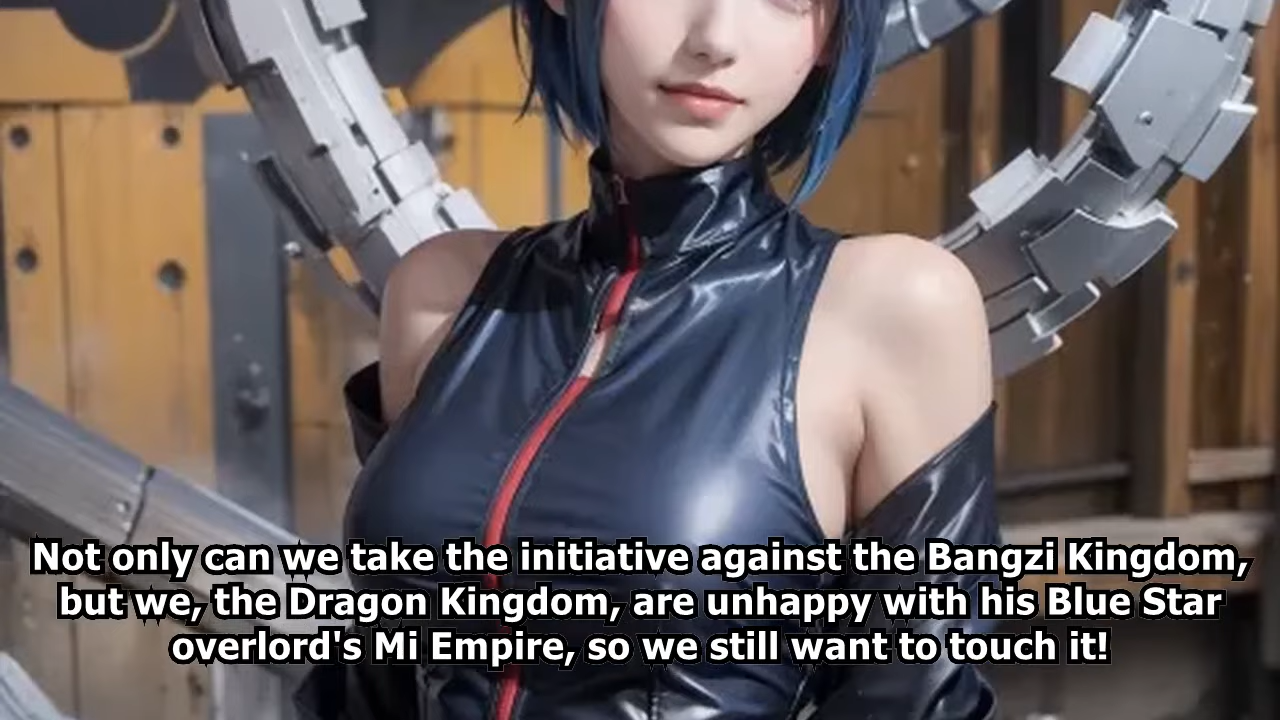 Not only can we take the initiative against the Bangzi Kingdom,
but we, the Dragon Kingdom, are unhappy with his Blue Star
overlord's Mi Empire, so we still want to touch it!